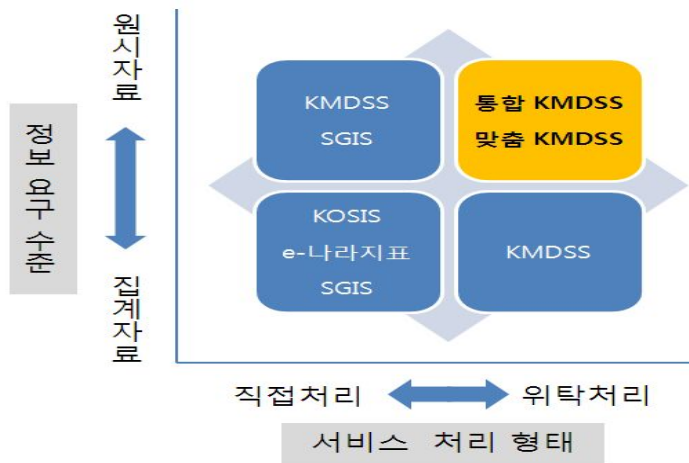 원시자료
정보 요구 수준
집계자료
KMDSS
SGIS
통합 KMDSS
맞춤 KMDSS
KOSIS
e-나라지표
SGIS
KMDSS
직접처리
위탁처리
서비스 처리 형태